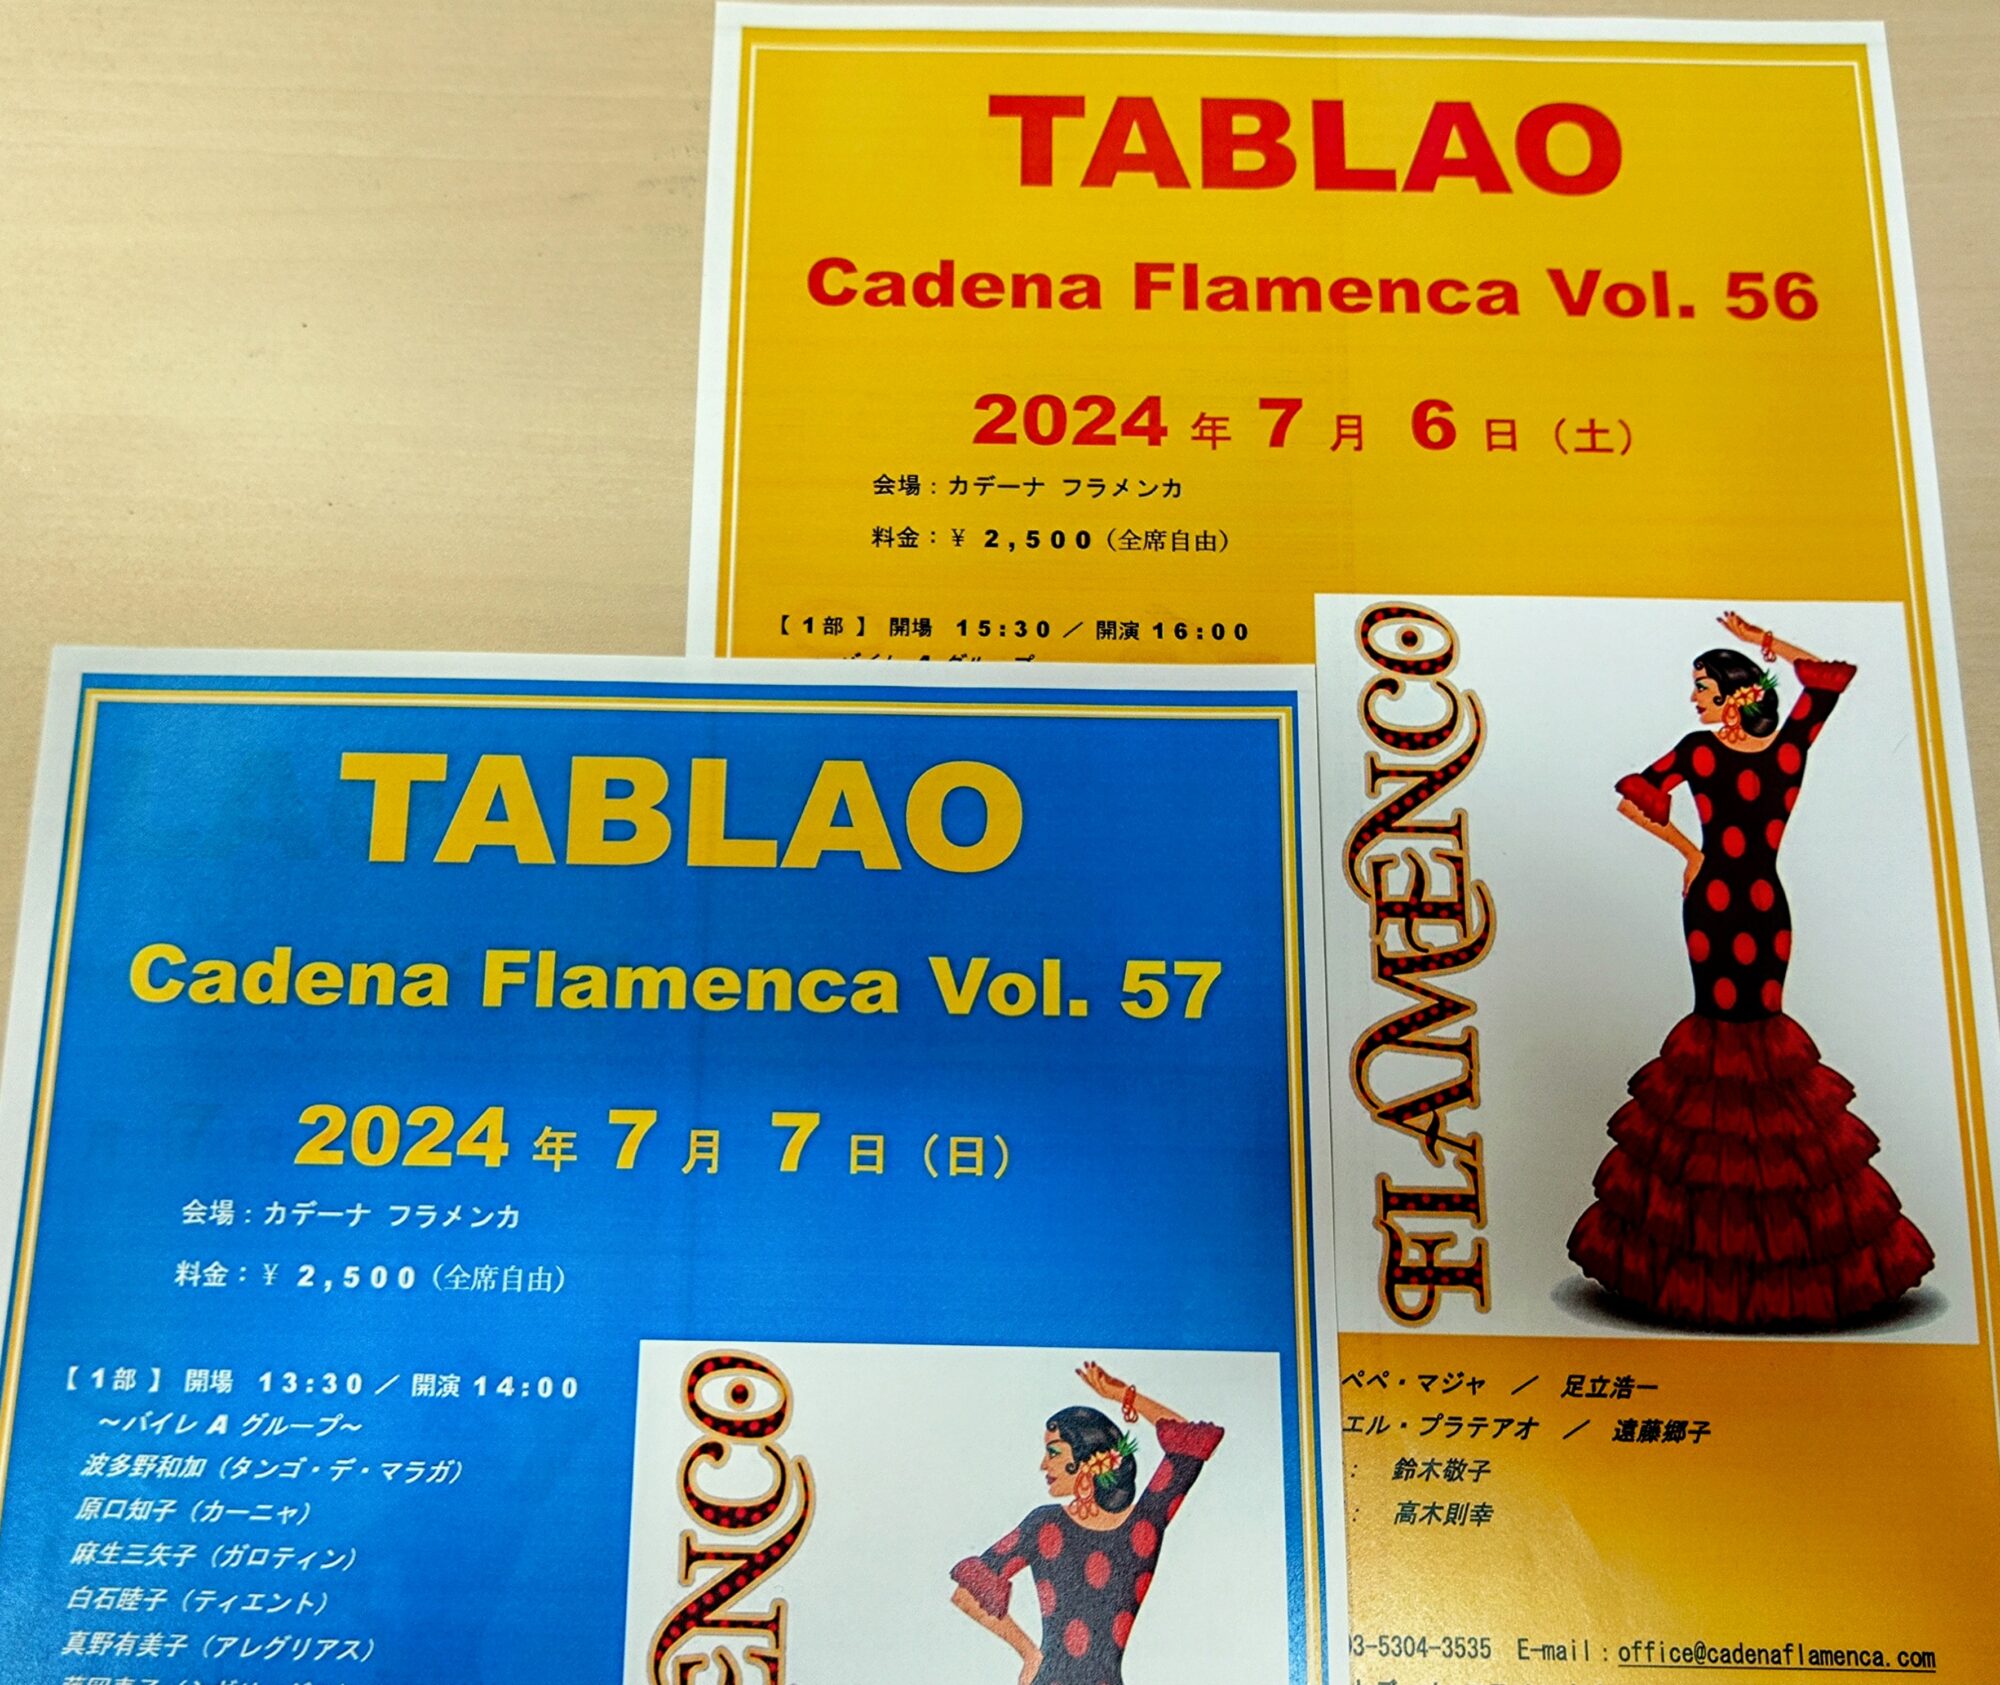 TABLAO
Cadena Flamenca Vol. 56
2024 年 7 月 6 日（土）
会場：カデーナ フラメンカ
料金：￥ 2,500（全席自由）
【 1部 】 開場 15:30 ／ 開演 16:00
FLAMENCO
ペペ・マジャ ／ 足立浩一
エル・プラテアオ ／ 遠藤郷子
： 鈴木敬子
： 高木則幸
03-5304-3535 E-mail：office@cadenaflamenca.com
TABLAO
Cadena Flamenca Vol. 57
2024 年 7 月 7 日（日）
会場：カデーナ フラメンカ
料金：￥ 2,500（全席自由）
【 1部 】 開場 13:30 ／ 開演 14:00
～バイレ A グループ～
波多野和加（タンゴ・デ・マラガ）
原口知子（カーニャ）
麻生三矢子（ガロティン）
白石睦子（ティエント）
真野有美子（アレグリアス）
ENCO